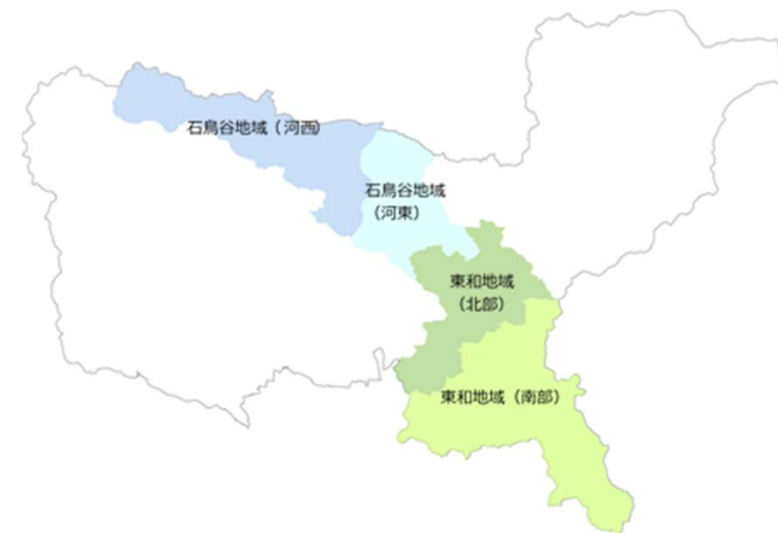 石鳥谷地域（河西）
石鳥谷地域
（河東）
東和地域
（北部）
東和地域（南部）